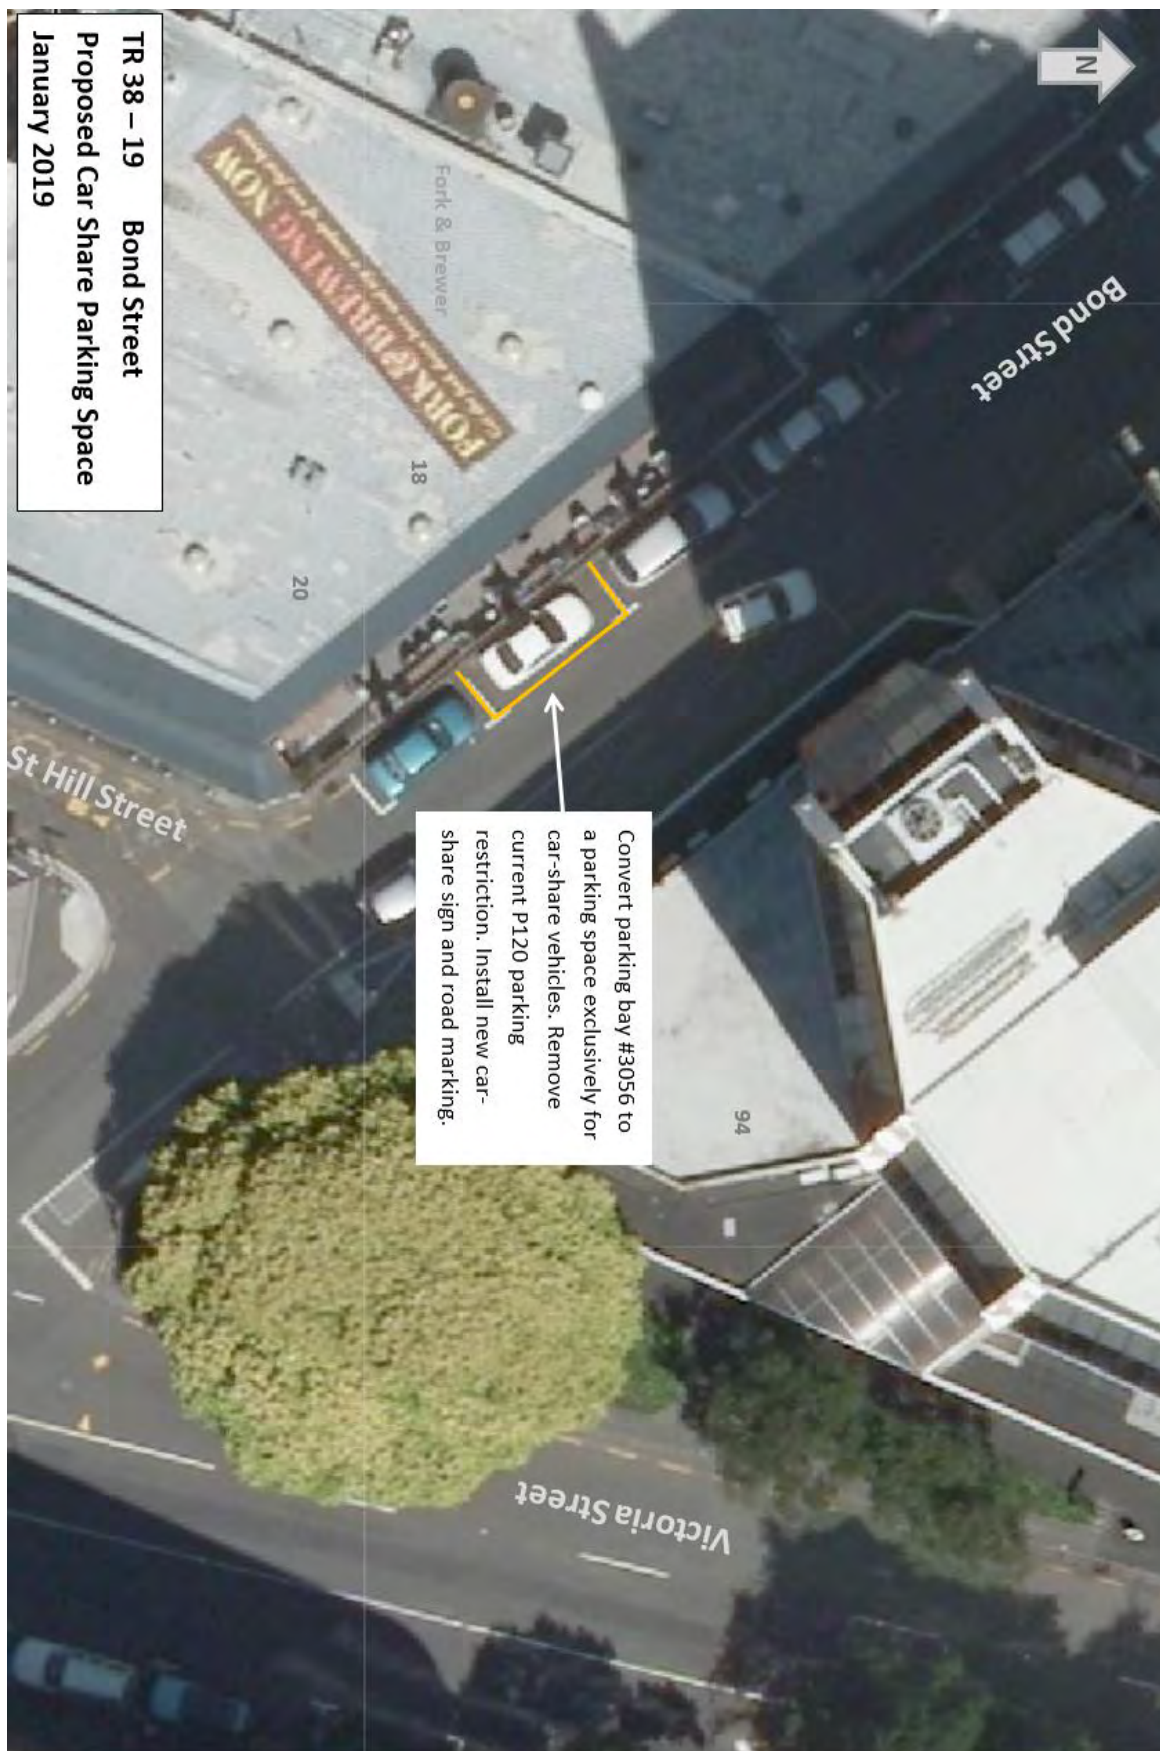 TR 38 – 19    Bond Street
Proposed Car Share Parking Space
January 2019
N
Bond Street
Fork & Brewer
FORK & BREWING NOW
18
20
St Hill Street
Convert parking bay #3056 to
a parking space exclusively for
car-share vehicles. Remove
current P120 parking
restriction. Install new car-
share sign and road marking.
94
Victoria Street